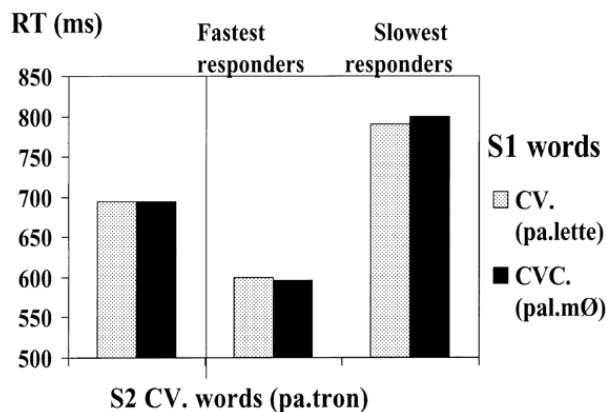 RT (ms)
Fastest responders
Slowest responders
850
800
750
700
650
600
550
500
S1 words
CV.
(pa.lette)
CVC.
(pal.mØ)
S2 CV. words (pa.tron)